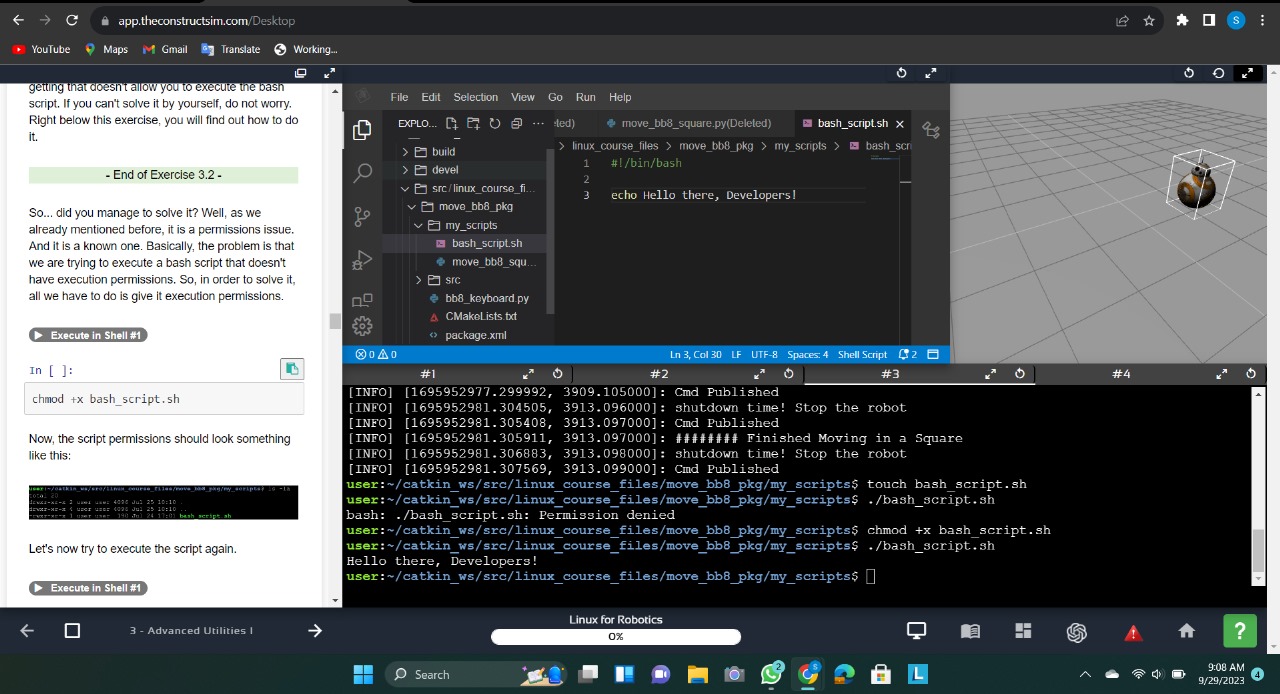 app.theconstructsim.com/Desktop
S
YouTube
Maps
Gmail
Translate
Working...
getting that doesn't allow you to execute the bash
script. If you can't solve it by yourself, do not worry.
Right below this exercise, you will find out how to do
it.
- End of Exercise 3.2 -
So... did you manage to solve it? Well, as we
already mentioned before, it is a permissions issue.
And it is a known one. Basically, the problem is that
we are trying to execute a bash script that doesn't
have execution permissions. So, in order to solve it,
all we have to do is give it execution permissions.
Execute in Shell #1
In [ ]:
chmod +x bash_script.sh
Now, the script permissions should look something
like this:
Let's now try to execute the script again.
Execute in Shell #1
File Edit Selection View Go Run Help
EXPLO...
build
devel
src/linux_course_fi...
move_bb8_pkg
my_scripts
bash_script.sh
move_bb8_squ...
src
bb8_keyboard.py
CMakeLists.txt
package.xml
ted)
move_bb8_square.py(Deleted)
bash_script.sh
linux_course_files > move_bb8_pkg > my_scripts > bash_scri
1 #!/bin/bash
2
3 echo Hello there, Developers!
0 0
Ln 3, Col 30 LF UTF-8 Spaces: 4 Shell Script 2
#1
#2
#3
#4
[INFO] [1695952977.299992, 3909.105000]: Cmd Published
[INFO] [1695952981.304505, 3913.096000]: shutdown time! Stop the robot
[INFO] [1695952981.305408, 3913.097000]: Cmd Published
[INFO] [1695952981.305911, 3913.097000]: ######## Finished Moving in a Square
[INFO] [1695952981.306883, 3913.098000]: shutdown time! Stop the robot
[INFO] [1695952981.307569, 3913.099000]: Cmd Published
user:~/catkin_ws/src/linux_course_files/move_bb8_pkg/my_scripts$ touch bash_script.sh
user:~/catkin_ws/src/linux_course_files/move_bb8_pkg/my_scripts$ ./bash_script.sh
bash: ./bash_script.sh: Permission denied
user:~/catkin_ws/src/linux_course_files/move_bb8_pkg/my_scripts$ chmod +x bash_script.sh
user:~/catkin_ws/src/linux_course_files/move_bb8_pkg/my_scripts$ ./bash_script.sh
Hello there, Developers!
user:~/catkin_ws/src/linux_course_files/move_bb8_pkg/my_scripts$
3 - Advanced Utilities I
Linux for Robotics
0%
?
Search
2
S
L
9:08 AM
9/29/2023
4